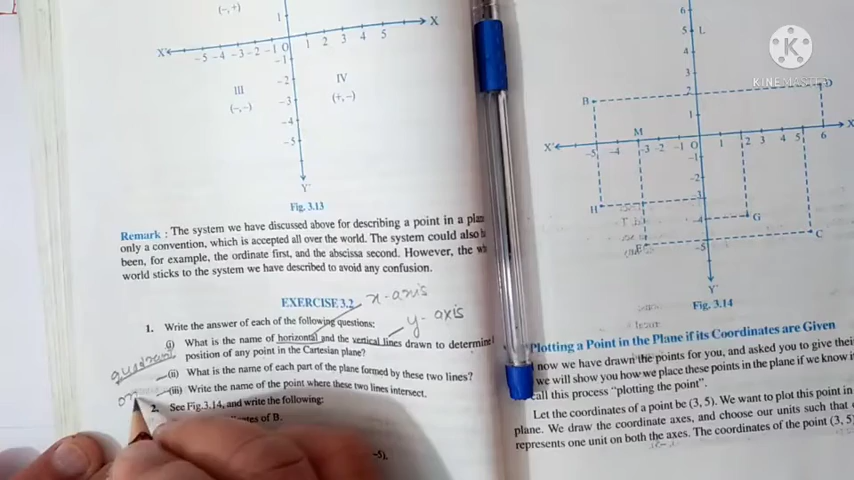 (-, +)
1
X' -5 -4 -3 -2 -1 O 1 2 3 4 5 X
-1
-2
III IV
(-, -) (+, -)
-3
-4
-5
Y'
Fig. 3.13
Remark : The system we have discussed above for describing a point in a plane
only a convention, which is accepted all over the world. The system could also
been, for example, the ordinate first, and the abscissa second. However, the
world sticks to the system we have described to avoid any confusion.
EXERCISE 3.2 x-axis
y-axis
1. Write the answer of each of the following questions:
(i) What is the name of horizontal and the vertical lines drawn to determine
position of any point in the Cartesian plane?
quadrant
(ii) What is the name of each part of the plane formed by these two lines?
(iii) Write the name of the point where these two lines intersect.
2. See Fig.3.14, and write the following:
of B.
-5).
KINEMASTER
6
5 L
4
3
B 2 D
1
X' -5 -4 M -3 -2 -1 O 1 2 3 4 5 6 X
-1
-2
H -3
-4 G
E -5 C
Y'
Fig. 3.14
Plotting a Point in the Plane if its Coordinates are Given
now we have drawn the points for you, and asked you to give their
we will show you how we place these points in the plane if we know its
call this process "plotting the point".
Let the coordinates of a point be (3, 5). We want to plot this point in
plane. We draw the coordinate axes, and choose our units such that
represents one unit on both the axes. The coordinates of the point (3, 5)